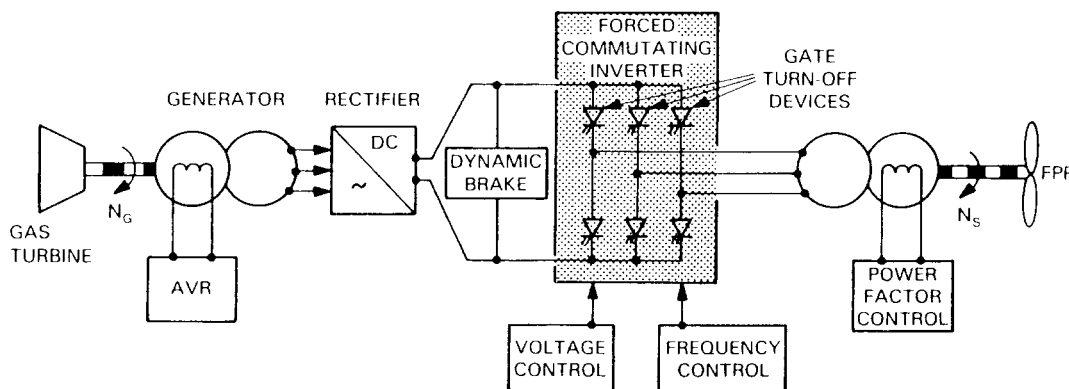 FORCED
COMMUTATING
INVERTER
GATE
TURN-OFF
DEVICES
GENERATOR
RECTIFIER
DC
~
DYNAMIC
BRAKE
N_G
GAS
TURBINE
AVR
FPP
N_S
POWER
FACTOR
CONTROL
VOLTAGE
CONTROL
FREQUENCY
CONTROL